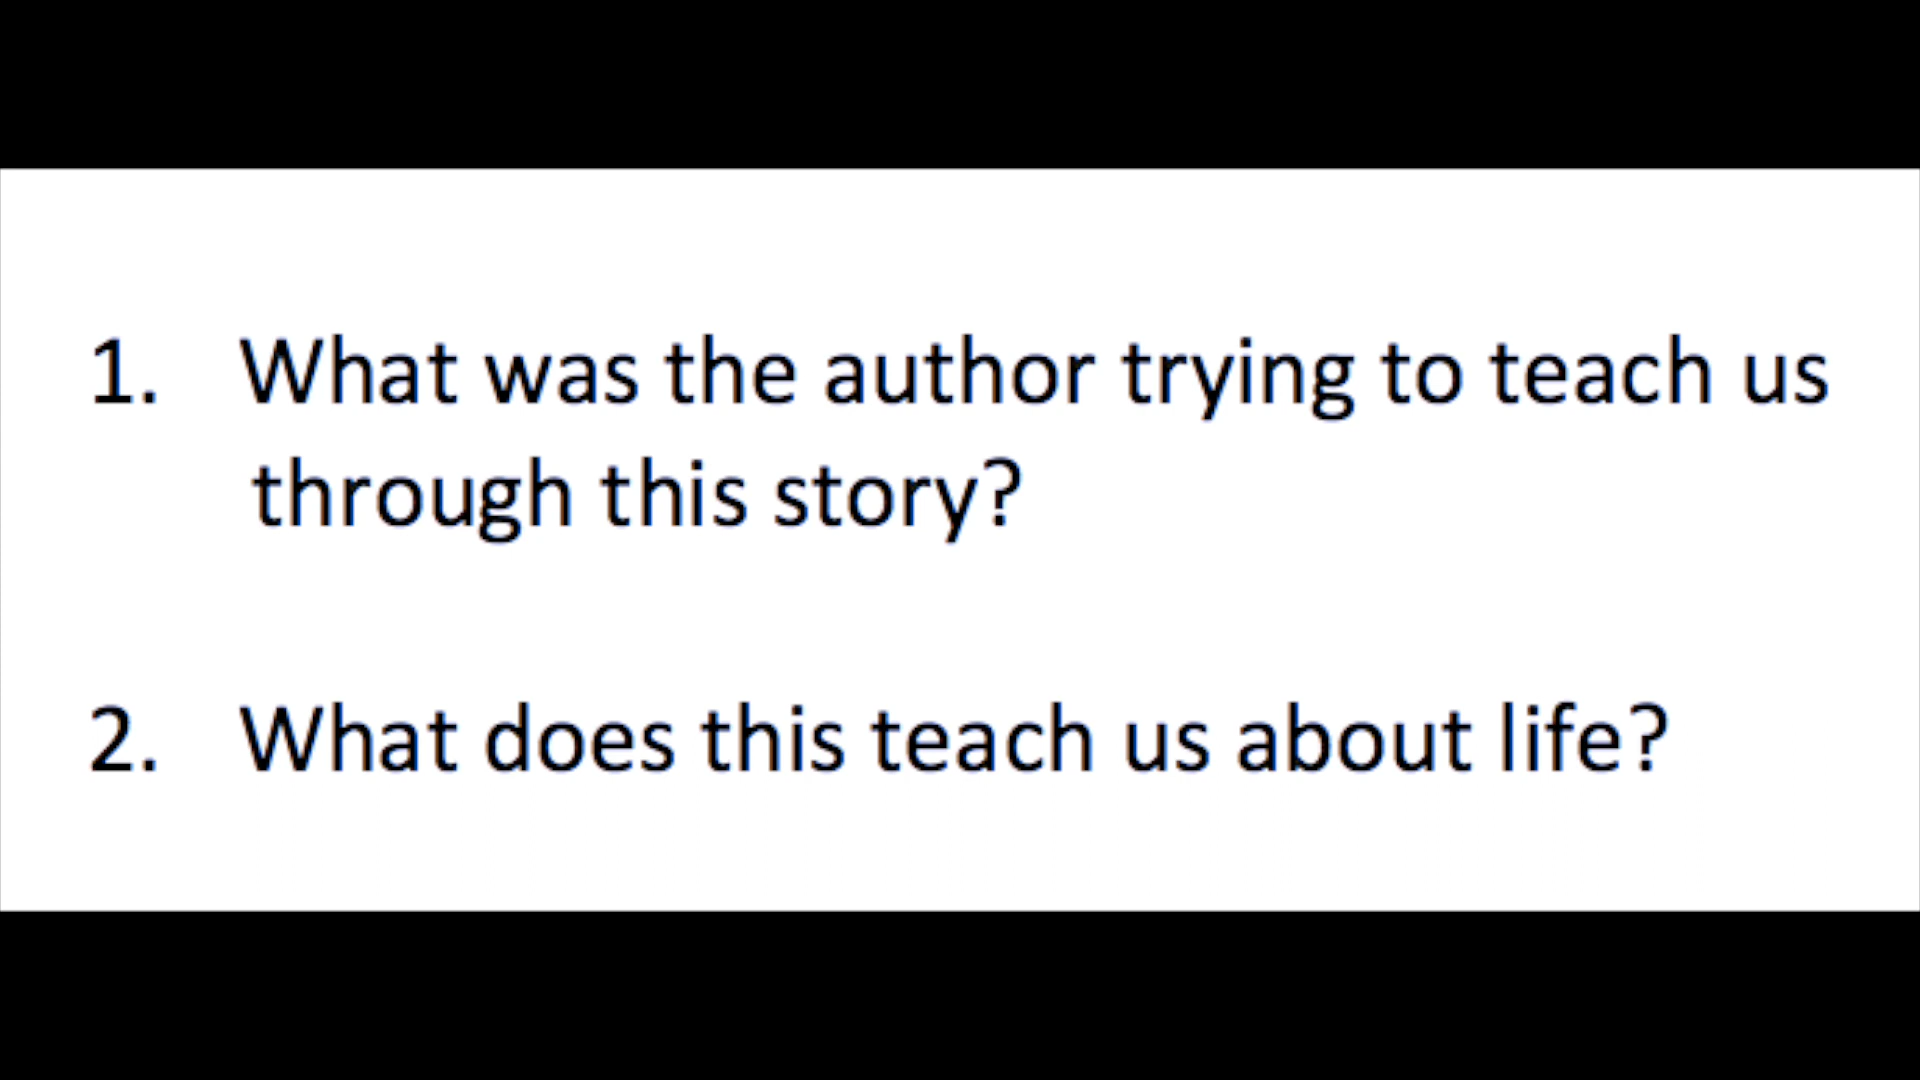 1. What was the author trying to teach us
through this story?
2. What does this teach us about life?